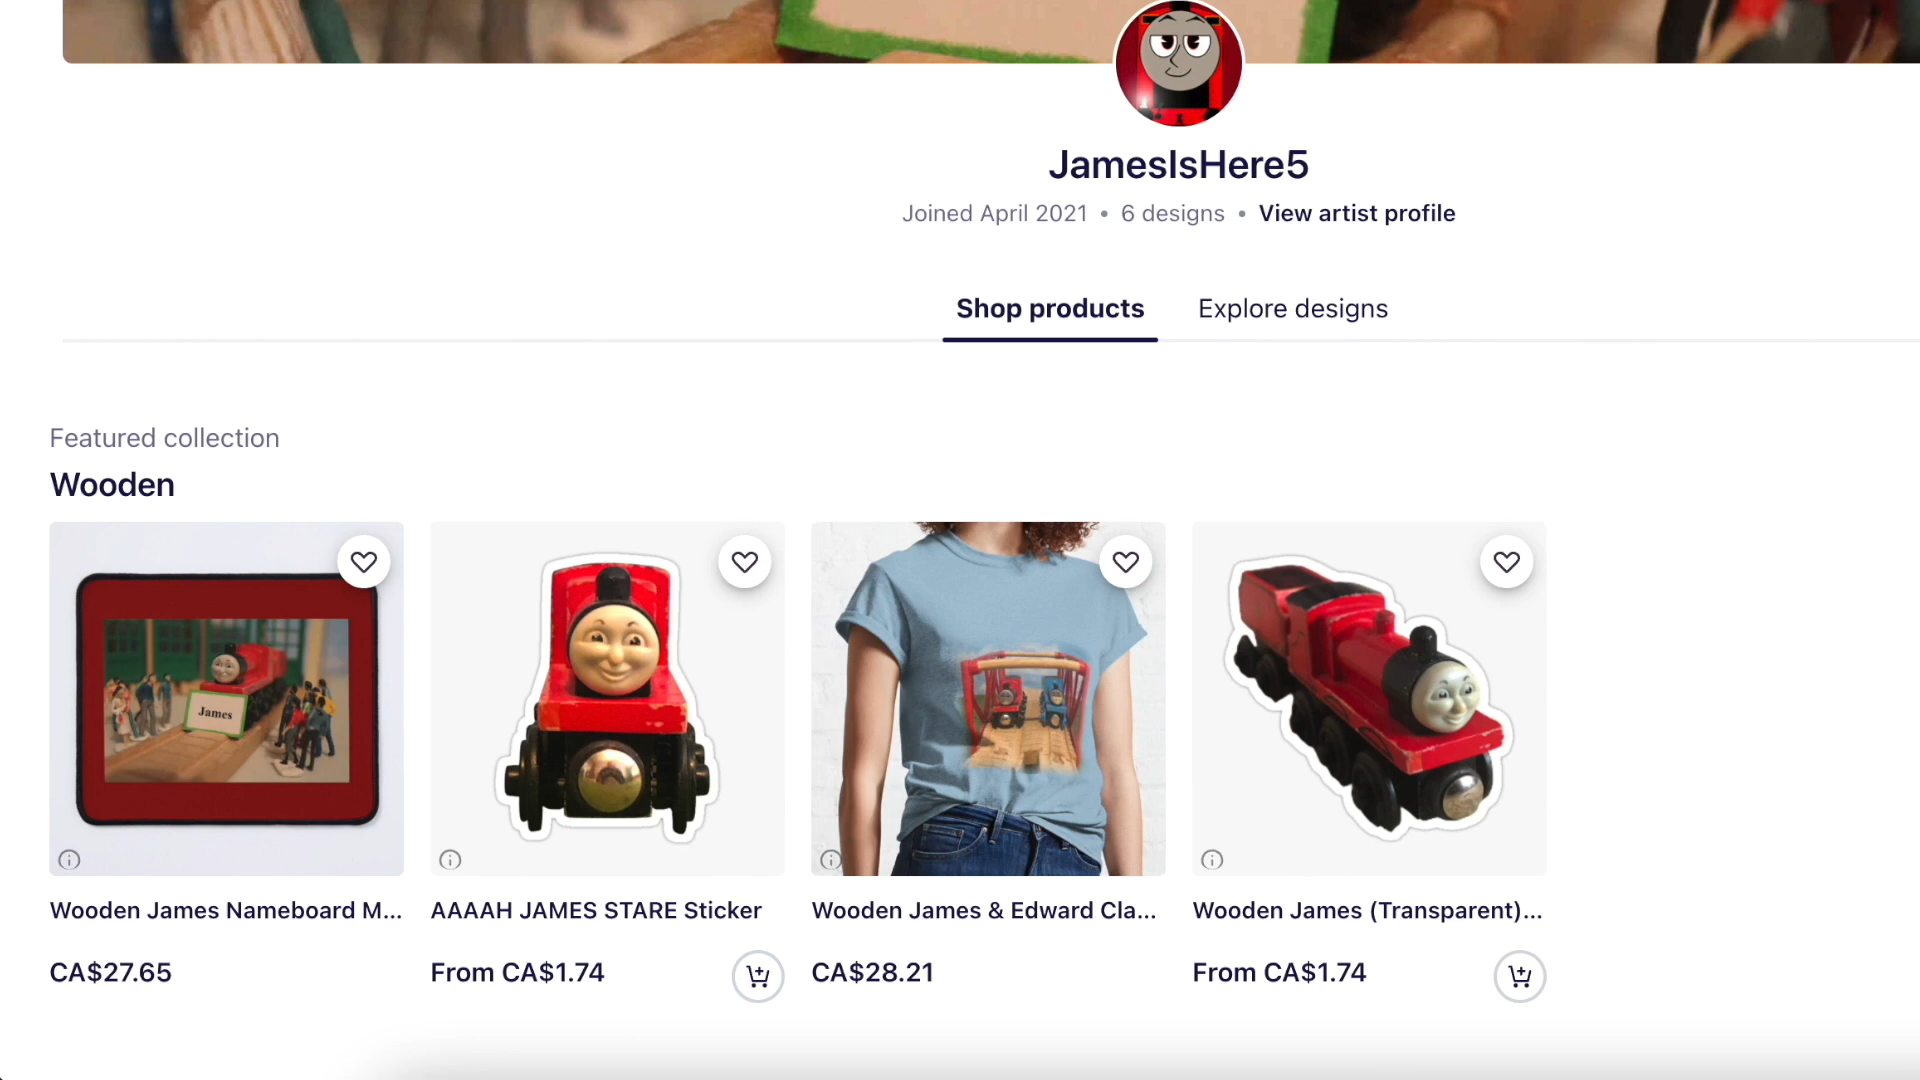 JamesIsHere5
Joined April 2021 • 6 designs • View artist profile
Shop products Explore designs
Featured collection
Wooden
James
Wooden James Nameboard M...
AAAAH JAMES STARE Sticker
Wooden James & Edward Cla...
Wooden James (Transparent)...
CA$27.65
From CA$1.74
CA$28.21
From CA$1.74